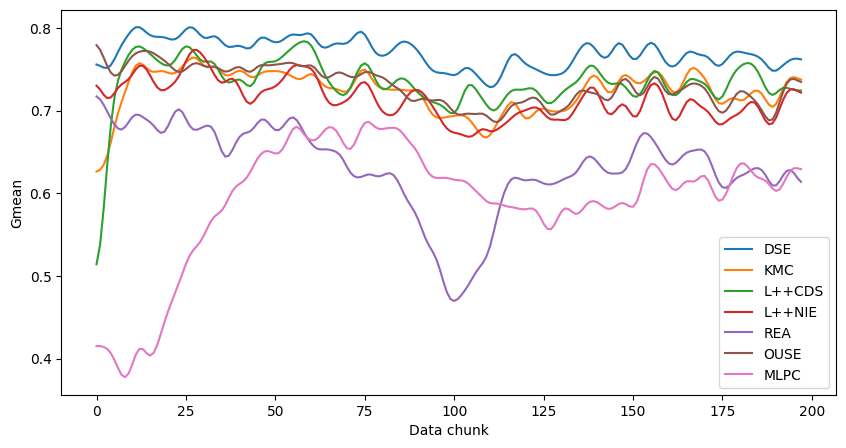 0.8
0.7
0.6
0.5
0.4
Gmean
0
25
50
75
100
125
150
175
200
Data chunk
DSE
KMC
L++CDS
L++NIE
REA
OUSE
MLPC